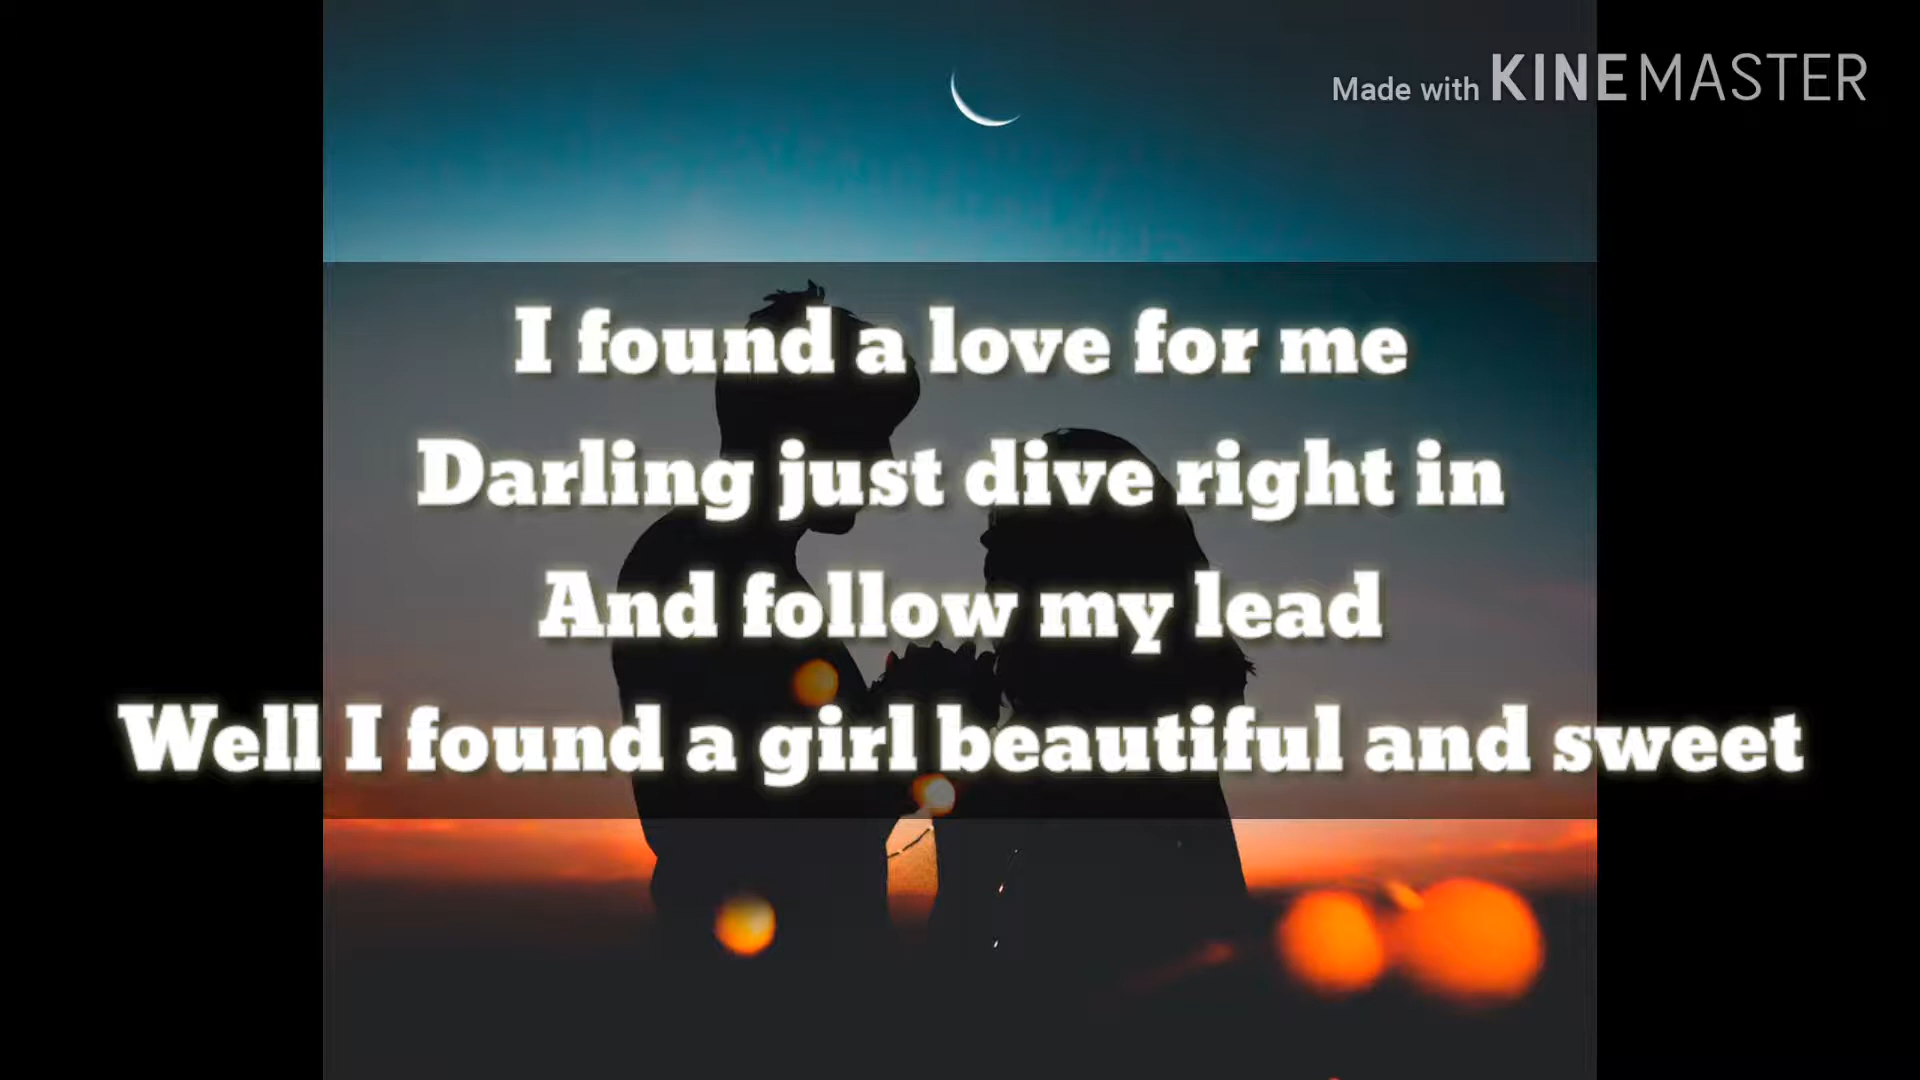 Made with KINEMASTER
I found a love for me
Darling just dive right in
And follow my lead
Well I found a girl beautiful and sweet